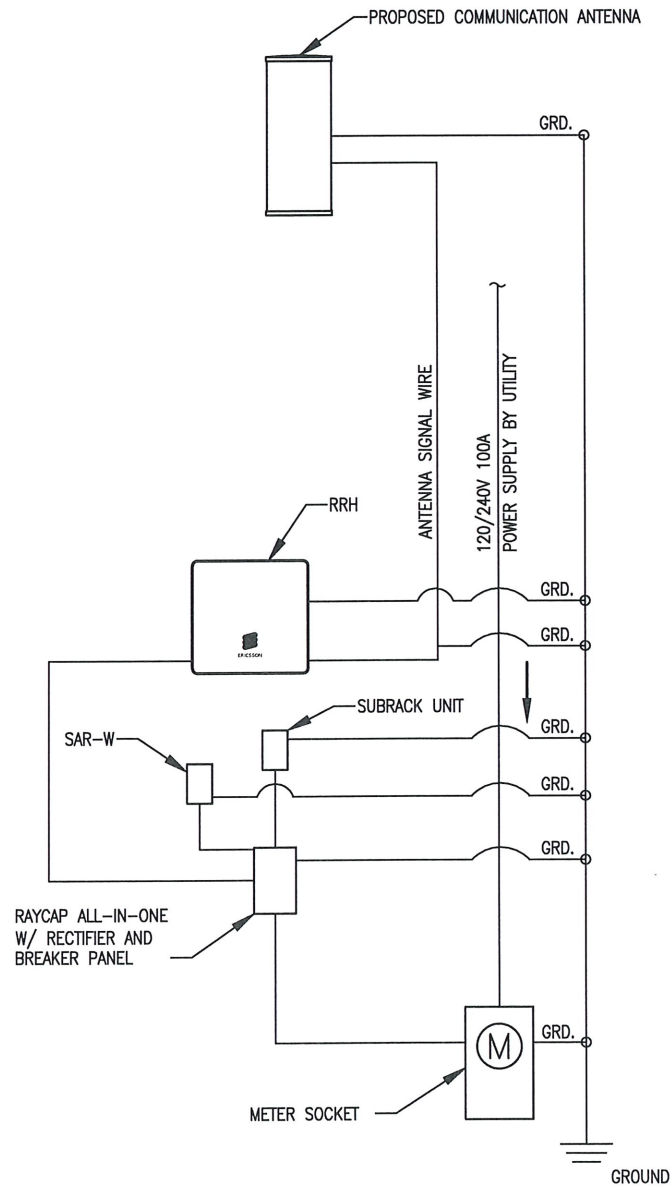 PROPOSED COMMUNICATION ANTENNA
GRD.
ANTENNA SIGNAL WIRE
120/240V 100A
POWER SUPPLY BY UTILITY
RRH
ERICSSON
GRD.
GRD.
SUBRACK UNIT
GRD.
SAR-W
GRD.
GRD.
RAYCAP ALL-IN-ONE
W/ RECTIFIER AND
BREAKER PANEL
GRD.
M
METER SOCKET
GROUND